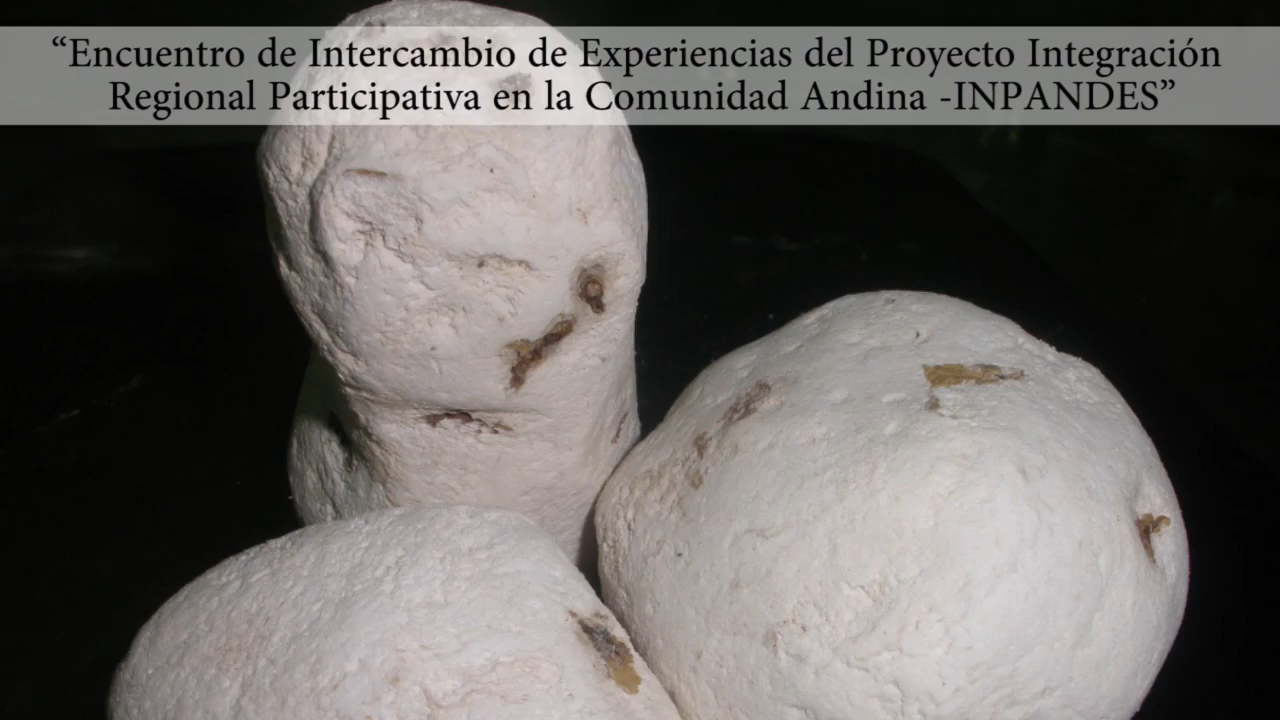 “Encuentro de Intercambio de Experiencias del Proyecto Integración
Regional Participativa en la Comunidad Andina -INPANDES”